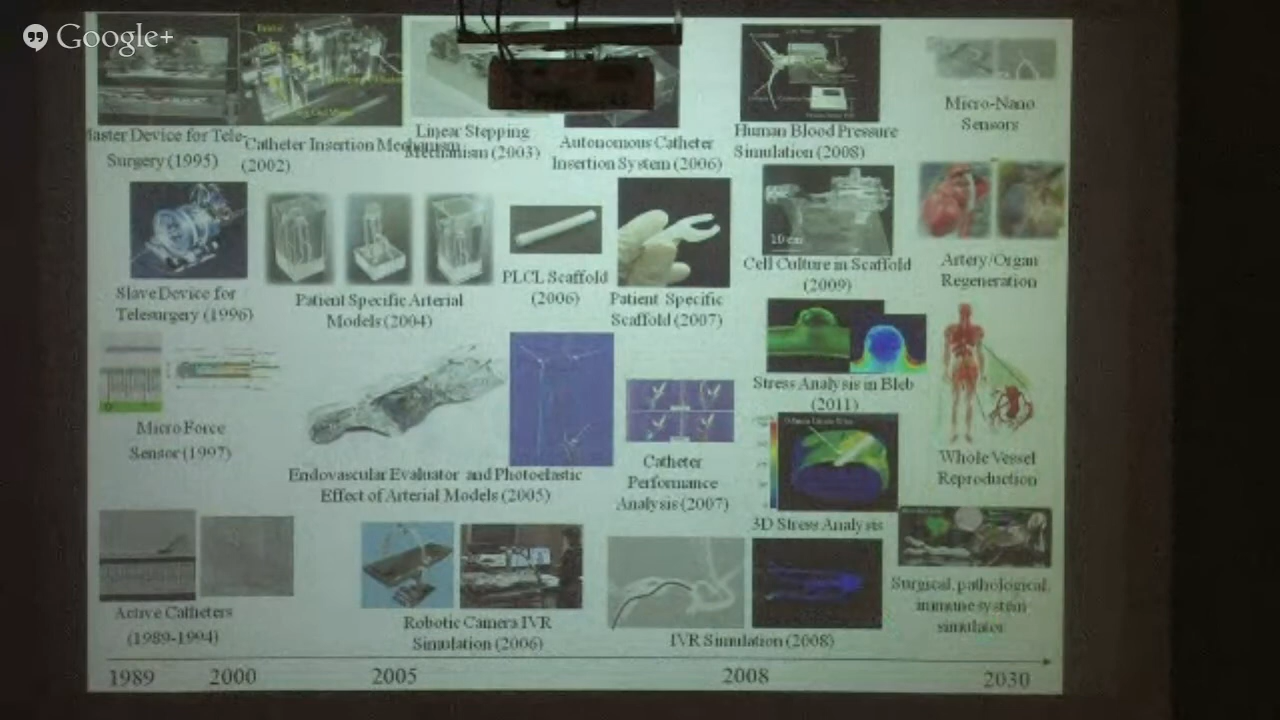 Google+
Master Device for Tele-
Surgery (1995)
Catheter Insertion Mechanism
(2002)
Linear Stepping
Mechanism (2003)
Autonomous Catheter
Insertion System (2006)
Human Blood Pressure
Simulation (2008)
Micro-Nano
Sensors
Slave Device for
Telesurgery (1996)
Patient Specific Arterial
Models (2004)
PLCL Scaffold
(2006)
Patient Specific
Scaffold (2007)
10 cm
Cell Culture in Scaffold
(2009)
Artery/Organ
Regeneration
Micro Force
Sensor (1997)
Endovascular Evaluator and Photoelastic
Effect of Arterial Models (2005)
Catheter
Performance
Analysis (2007)
Stress Analysis in Bleb
(2011)
3D Stress Analysis
Whole Vessel
Reproduction
Active Catheters
(1989-1994)
Robotic Camera IVR
Simulation (2006)
IVR Simulation (2008)
Surgical, pathological,
immune system
simulator
1989
2000
2005
2008
2030